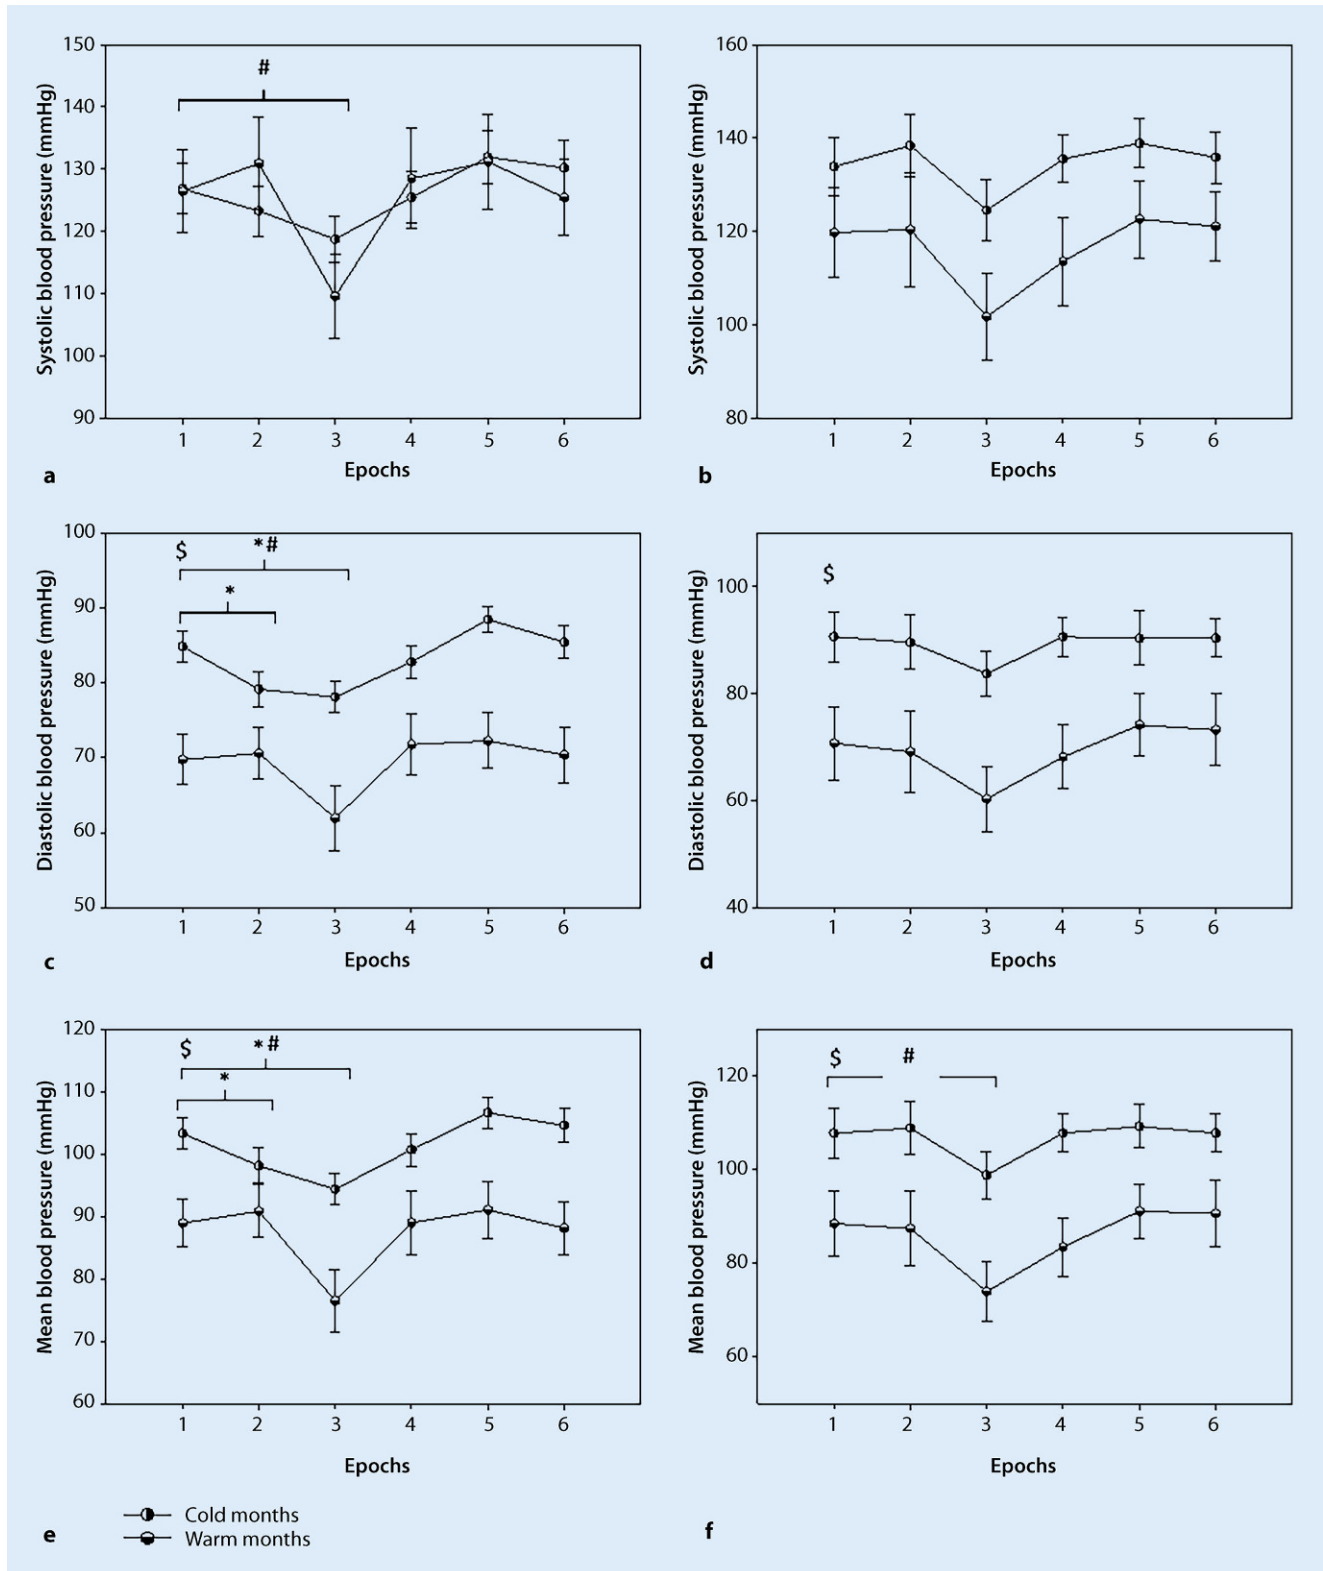 150
140
130
120
110
100
90
Systolic blood pressure (mmHg)
#
1 2 3 4 5 6
Epochs
a
160
140
120
100
80
Systolic blood pressure (mmHg)
1 2 3 4 5 6
Epochs
b
100
90
80
70
60
50
Diastolic blood pressure (mmHg)
$ *#
*
1 2 3 4 5 6
Epochs
c
100
80
60
40
Diastolic blood pressure (mmHg)
$
1 2 3 4 5 6
Epochs
d
120
110
100
90
80
70
60
Mean blood pressure (mmHg)
$ *#
*
1 2 3 4 5 6
Epochs
e
120
100
80
60
Mean blood pressure (mmHg)
$ #
1 2 3 4 5 6
Epochs
f
Cold months
Warm months